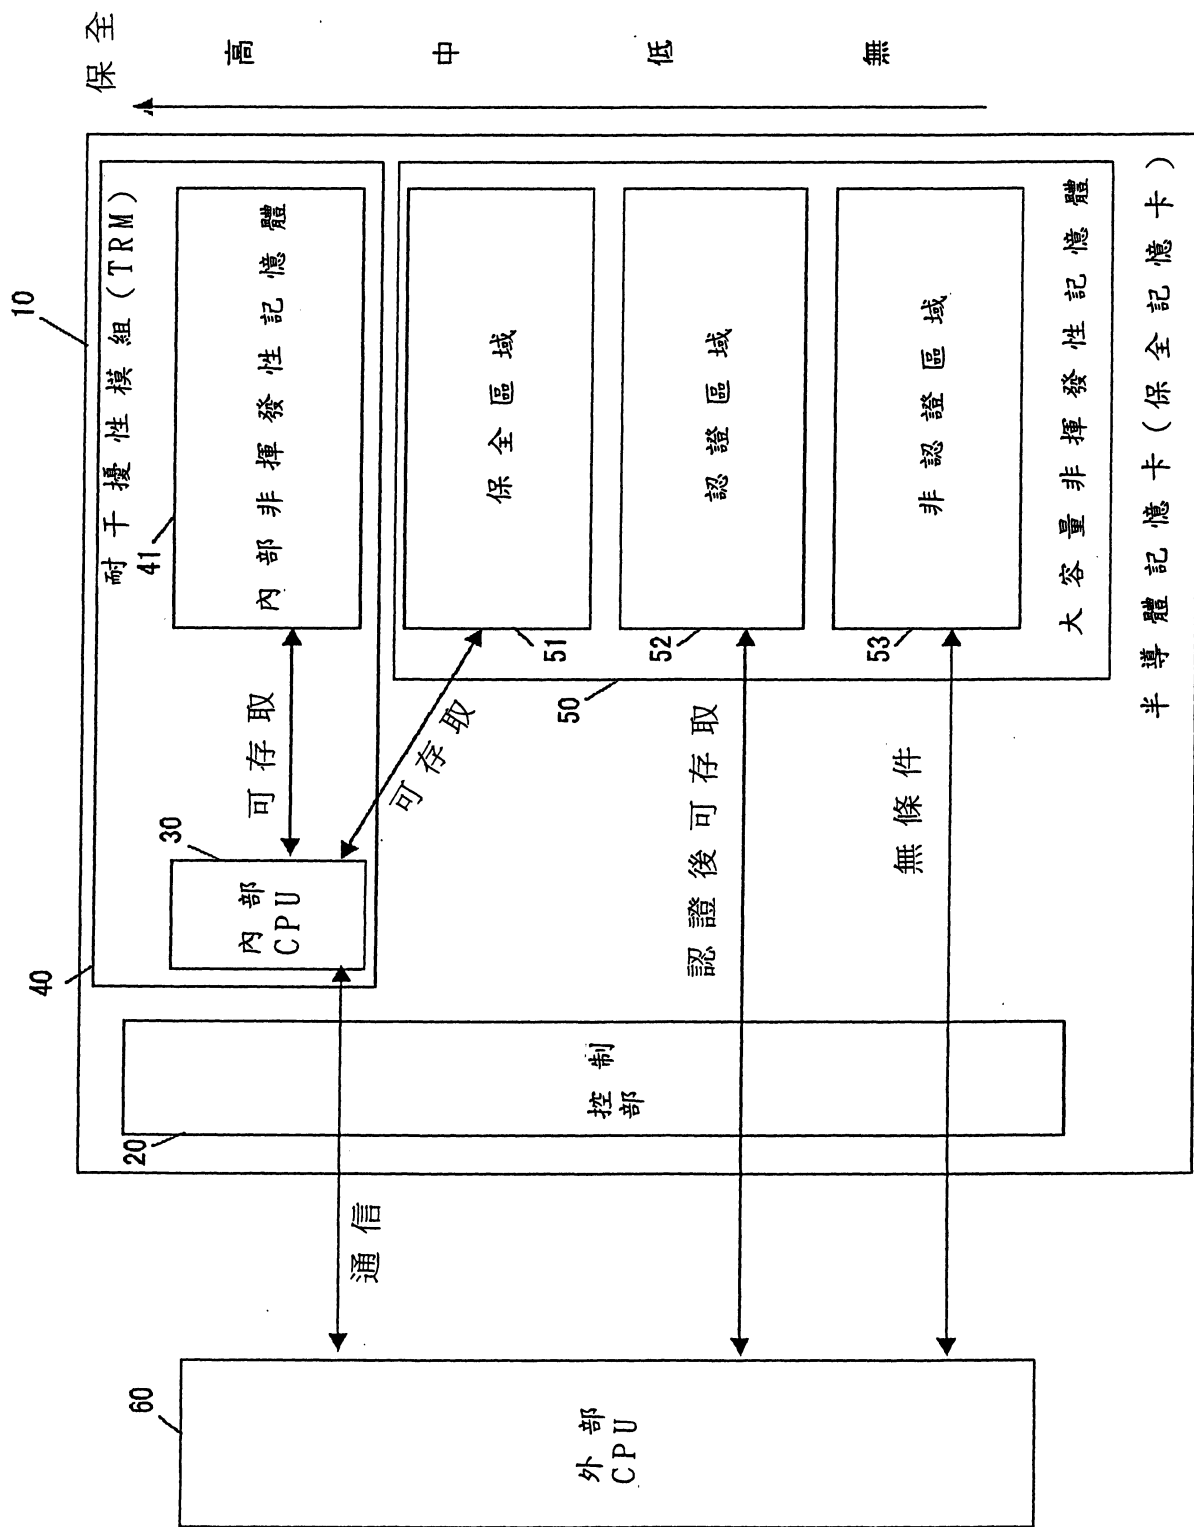 保全
高
中
低
無
10
耐干擾性模組(TRM)
41
內部非揮發性記憶體
可存取
30
內部
CPU
40
保全區域
51
可存取
認證區域
52
非認證區域
53
大容量非揮發性記憶體
50
半導體記憶卡(保全記憶卡)
認證後可存取
無條件
控制
部
20
通信
60
外部
CPU